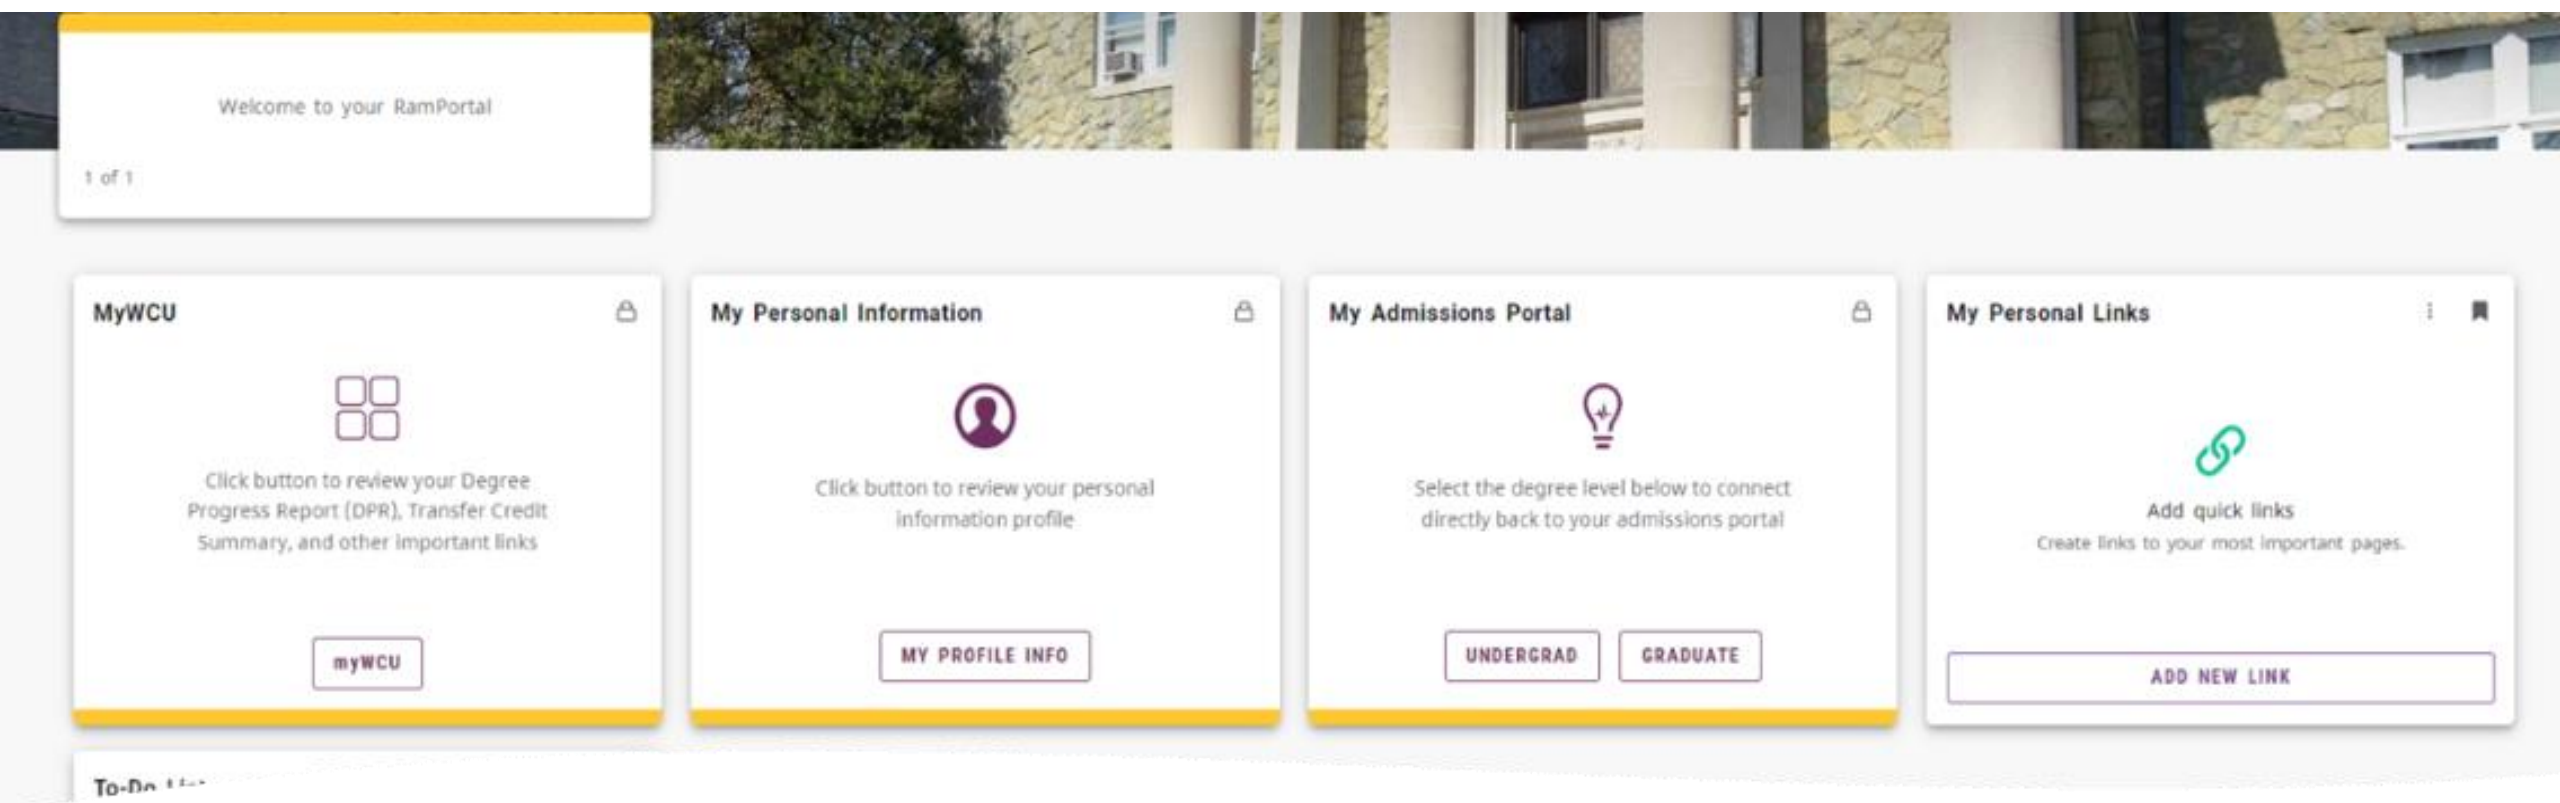 Welcome to your RamPortal
1 of 1
MyWCU
Click button to review your Degree
Progress Report (DPR), Transfer Credit
Summary, and other important links
myWCU
My Personal Information
Click button to review your personal
information profile
MY PROFILE INFO
My Admissions Portal
Select the degree level below to connect
directly back to your admissions portal
UNDERGRAD GRADUATE
My Personal Links
Add quick links
Create links to your most important pages.
ADD NEW LINK
To-Do